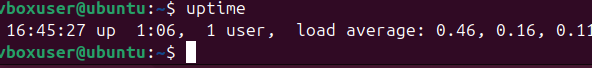 vboxuser@ubuntu:~$ uptime
 16:45:27 up  1:06,  1 user,  load average: 0.46, 0.16, 0.11
vboxuser@ubuntu:~$